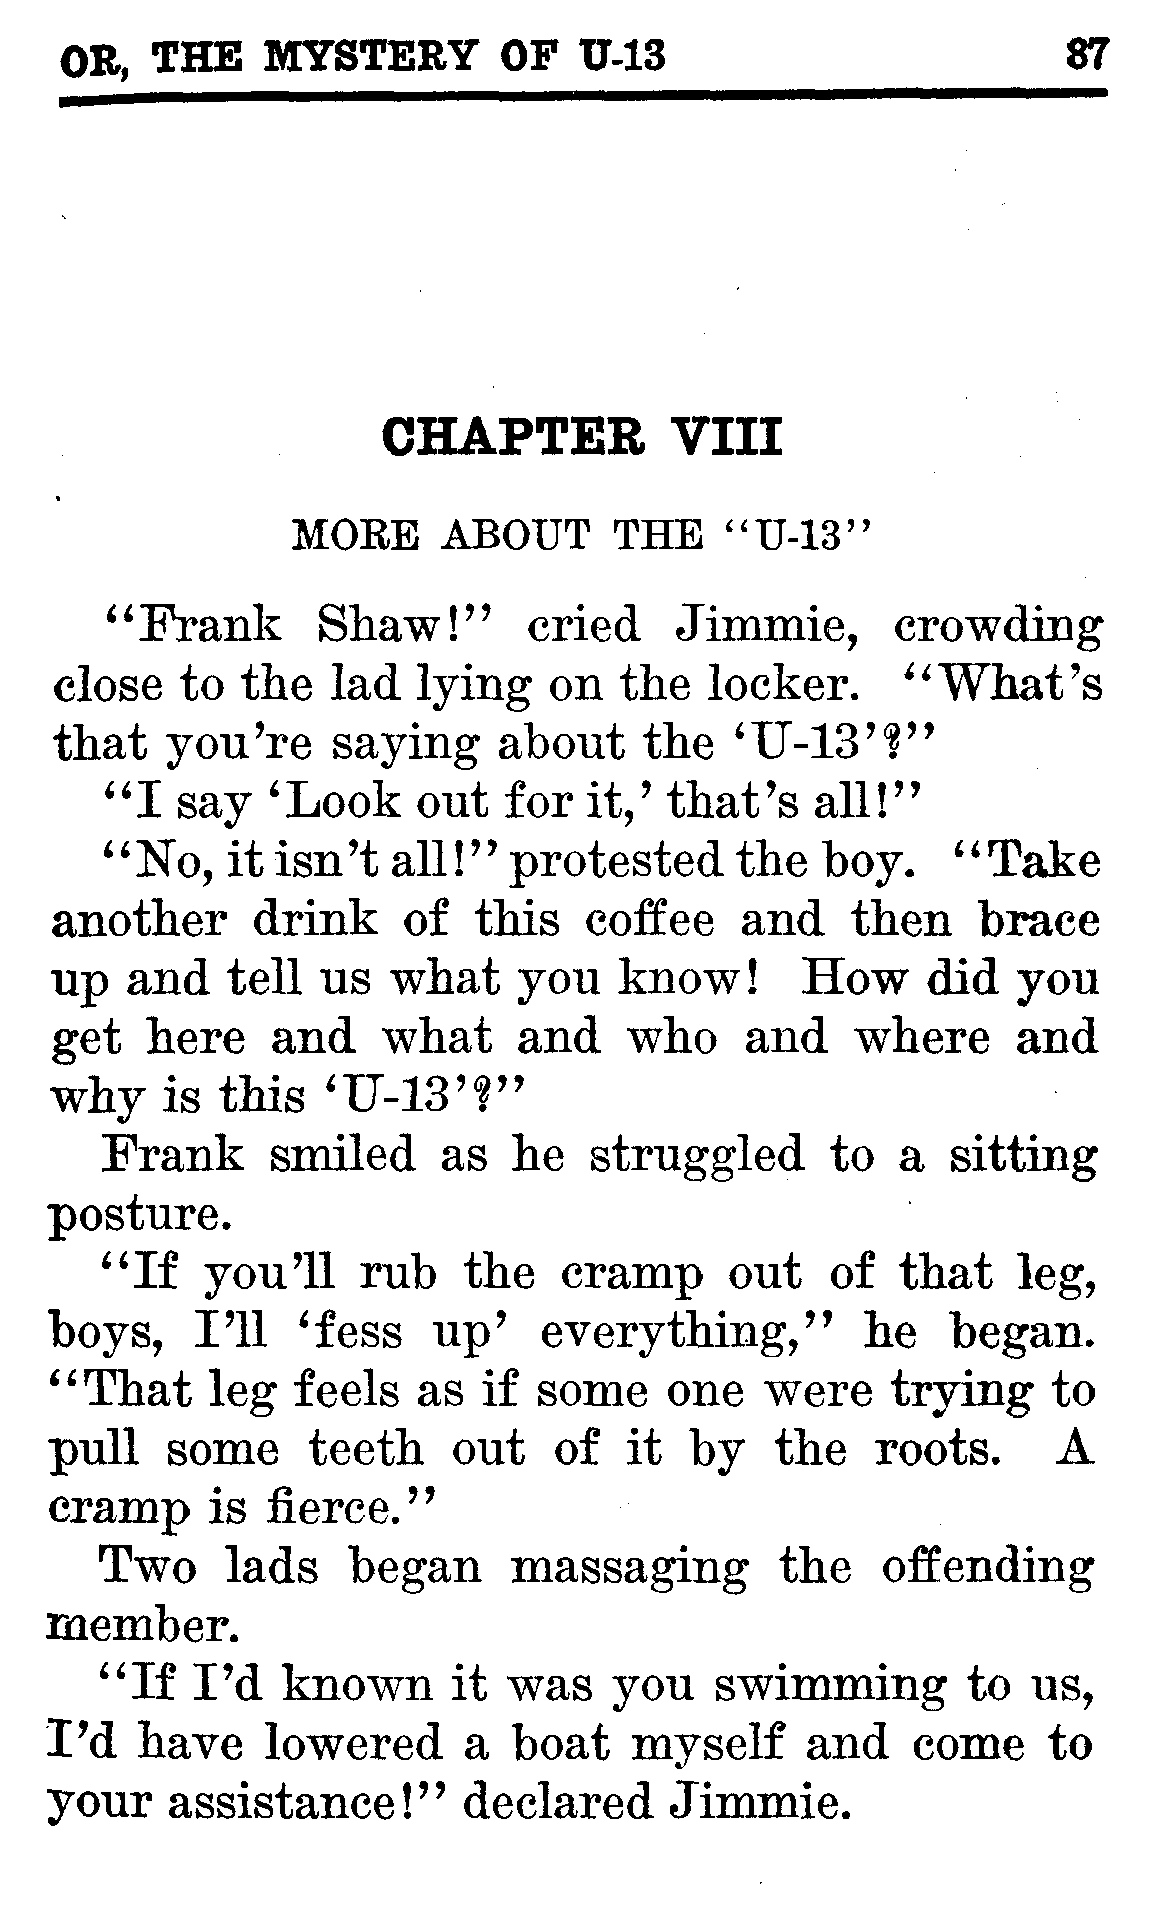 OR, THE MYSTERY OF U-13 87
CHAPTER VIII
MORE ABOUT THE "U-13"
"Frank Shaw!" cried Jimmie, crowding
close to the lad lying on the locker. "What's
that you're saying about the 'U-13'?"
"I say 'Look out for it,' that's all!"
"No, it isn't all!" protested the boy. "Take
another drink of this coffee and then brace
up and tell us what you know! How did you
get here and what and who and where and
why is this 'U-13'?"
Frank smiled as he struggled to a sitting
posture.
"If you'll rub the cramp out of that leg,
boys, I'll 'fess up' everything," he began.
"That leg feels as if some one were trying to
pull some teeth out of it by the roots. A
cramp is fierce."
Two lads began massaging the offending
member.
"If I'd known it was you swimming to us,
I'd have lowered a boat myself and come to
your assistance!" declared Jimmie.